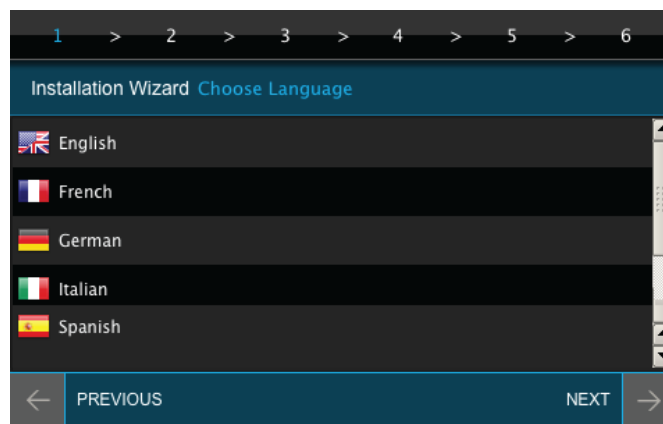 1 > 2 > 3 > 4 > 5 > 6
Installation Wizard Choose Language
English
French
German
Italian
Spanish
PREVIOUS NEXT